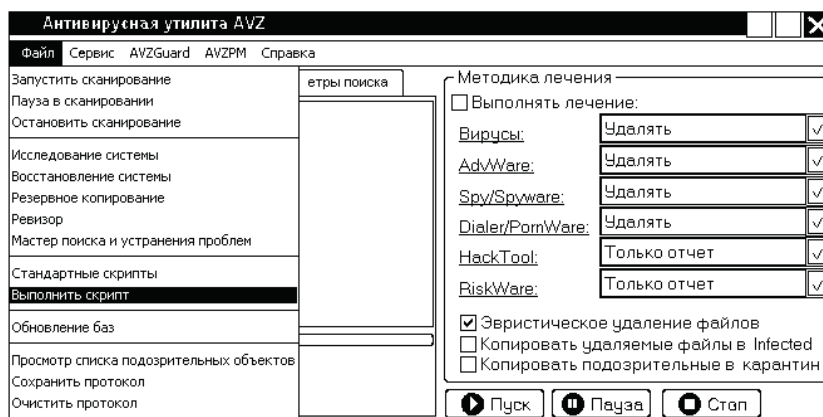 Антивирусная утилита AVZ
Файл Сервис AVZGuard AVZPM Справка
Запустить сканирование
Пауза в сканировании
Остановить сканирование
Исследование системы
Восстановление системы
Резервное копирование
Ревизор
Мастер поиска и устранения проблем
Стандартные скрипты
Выполнить скрипт
Обновление баз
Просмотр списка подозрительных объектов
Сохранить протокол
Очистить протокол
етры поиска
Методика лечения
Выполнять лечение:
Вирусы: Удалять
AdvWare: Удалять
Spy/Spyware: Удалять
Dialer/PornWare: Удалять
HackTool: Только отчет
RiskWare: Только отчет
Эвристическое удаление файлов
Копировать удаляемые файлы в Infected
Копировать подозрительные в карантин
Пуск Пауза Стоп